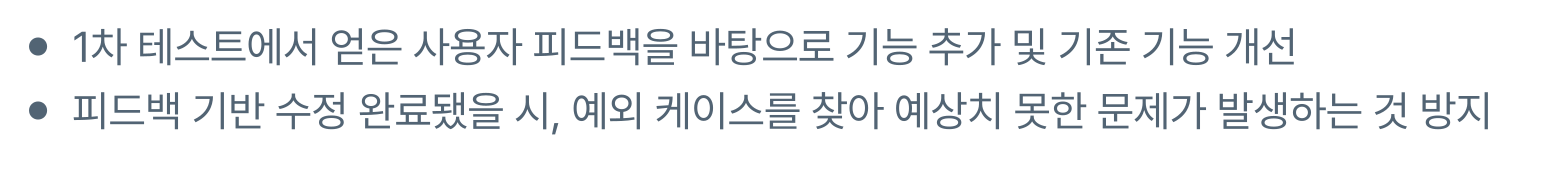 • 1차 테스트에서 얻은 사용자 피드백을 바탕으로 기능 추가 및 기존 기능 개선
• 피드백 기반 수정 완료됐을 시, 예외 케이스를 찾아 예상치 못한 문제가 발생하는 것 방지